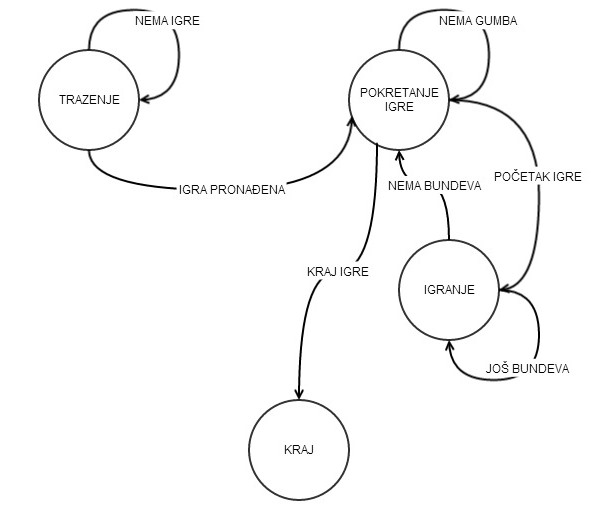 NEMA IGRE
NEMA GUMBA
TRAZENJE
POKRETANJE
IGRE
IGRA PRONAĐENA
NEMA BUNDEVA
POČETAK IGRE
KRAJ IGRE
IGRANJE
JOŠ BUNDEVA
KRAJ